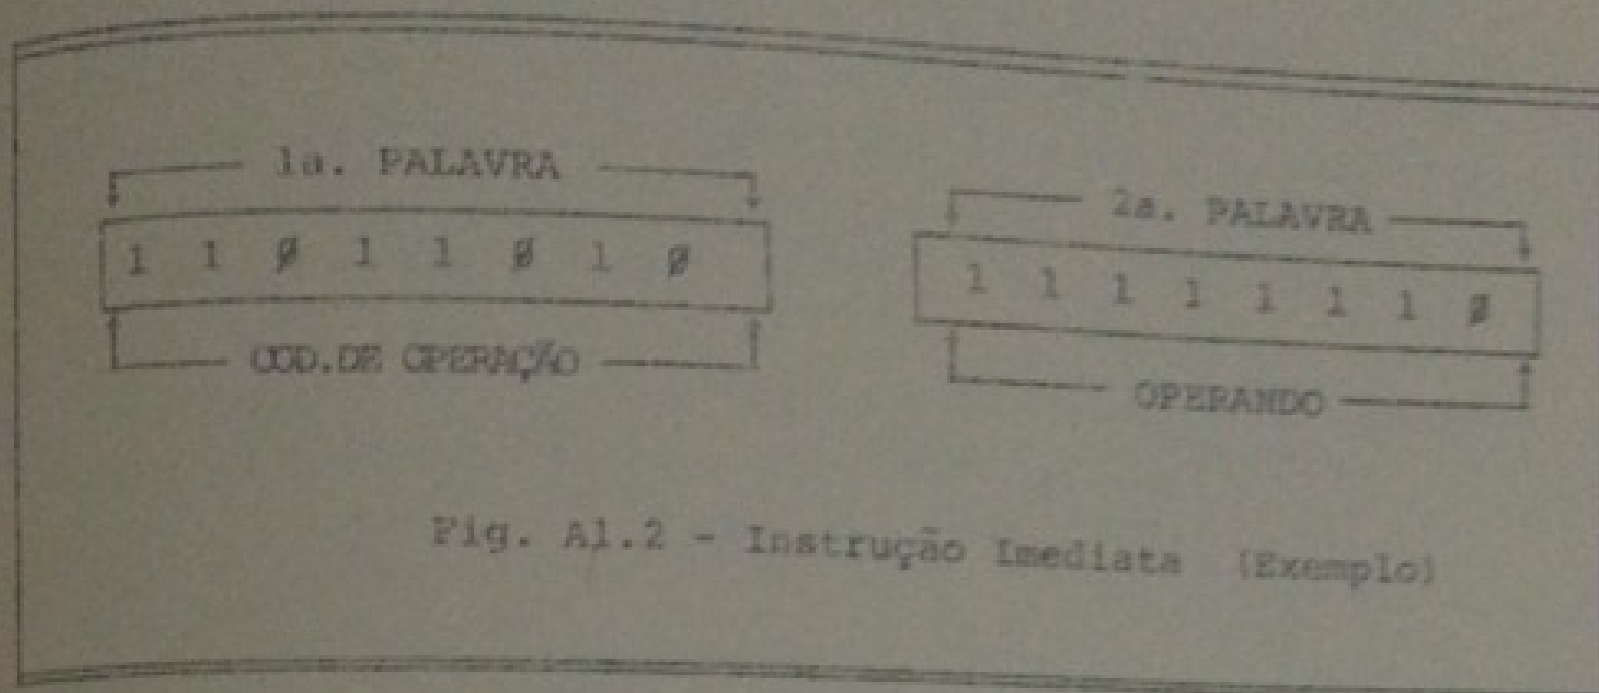 1a. PALAVRA
1 1 Ø 1 1 Ø 1 Ø
COD.DE OPERAÇÃO
2a. PALAVRA
1 1 1 1 1 1 1 Ø
OPERANDO
Fig. A1.2 - Instrução Imediata (Exemplo)